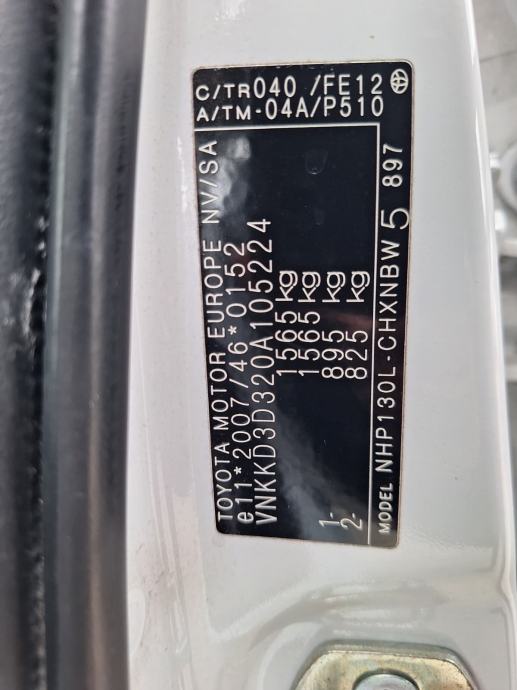 C/TR040 /FE12
A/TM-04A/P510
TOYOTA MOTOR EUROPE NV/SA
e11*2007/46*0152
VNKKD3D320A105224
1565 kg
1565 kg
1- 895 kg
2- 825 kg
MODEL NHP130L-CHXNBW 5 897